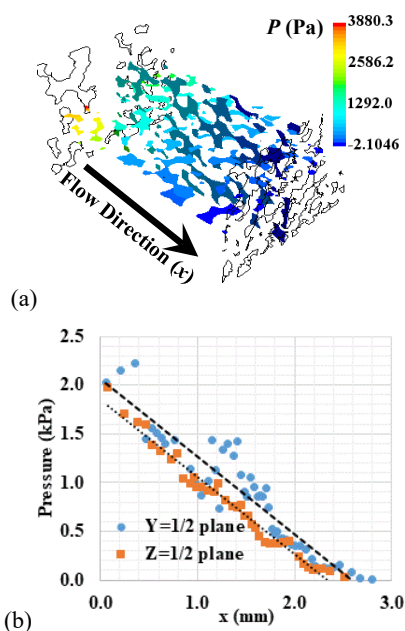 P (Pa)
3880.3
2586.2
1292.0
-2.1046
Flow Direction (x)
(a)
2.5
2.0
1.5
1.0
0.5
0.0
Pressure (kPa)
Y=1/2 plane
Z=1/2 plane
0.0 1.0 2.0 3.0
x (mm)
(b)